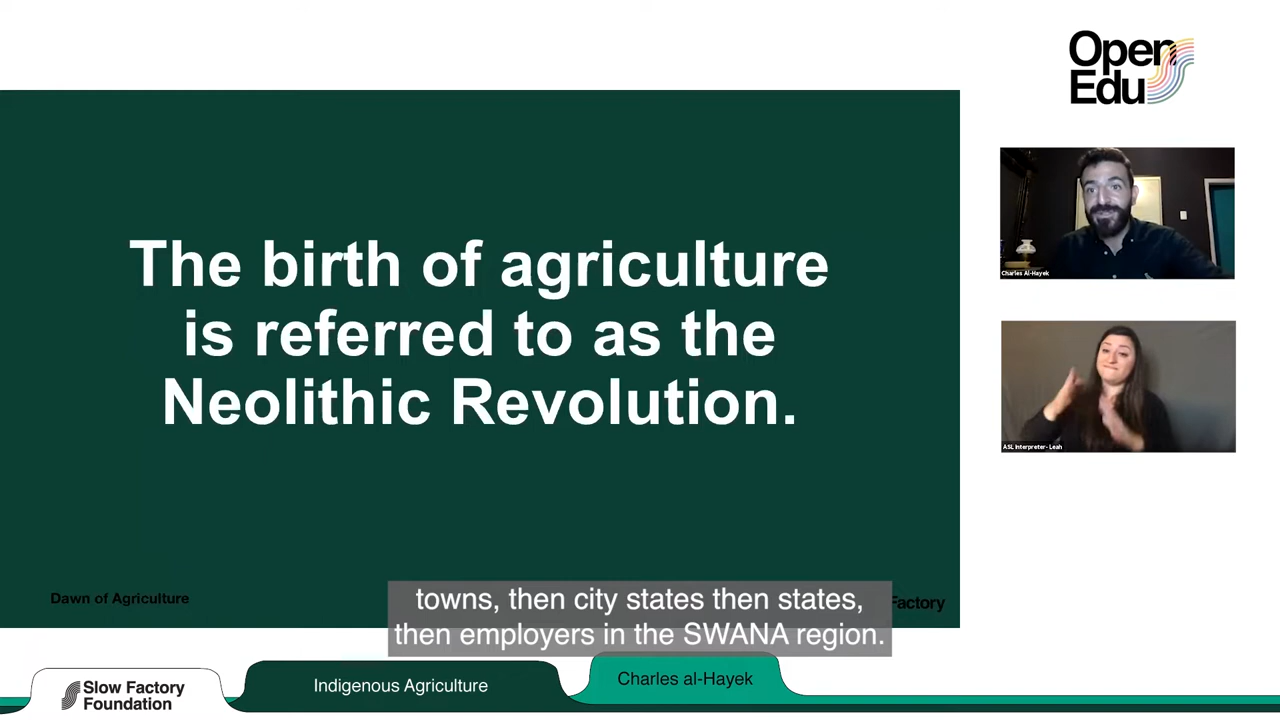 Open
Edu
The birth of agriculture
is referred to as the
Neolithic Revolution.
Charles Al-Hayek
ASL Interpreter- Leah
Dawn of Agriculture
Factory
towns, then city states then states,
then employers in the SWANA region.
Slow Factory
Foundation
Indigenous Agriculture
Charles al-Hayek